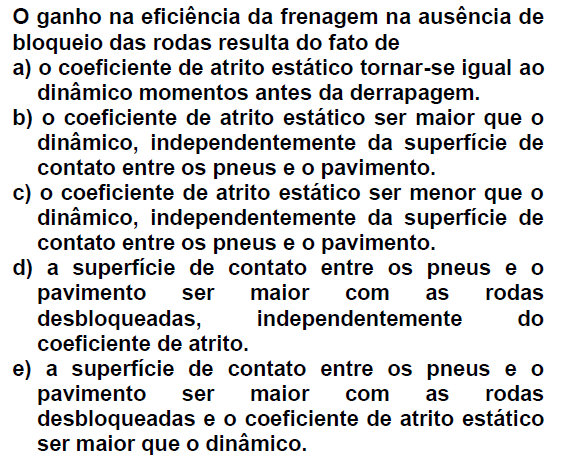 O ganho na eficiência da frenagem na ausência de
bloqueio das rodas resulta do fato de
a) o coeficiente de atrito estático tornar-se igual ao
dinâmico momentos antes da derrapagem.
b) o coeficiente de atrito estático ser maior que o
dinâmico, independentemente da superfície de
contato entre os pneus e o pavimento.
c) o coeficiente de atrito estático ser menor que o
dinâmico, independentemente da superfície de
contato entre os pneus e o pavimento.
d) a superfície de contato entre os pneus e o
pavimento ser maior com as rodas
desbloqueadas, independentemente do
coeficiente de atrito.
e) a superfície de contato entre os pneus e o
pavimento ser maior com as rodas
desbloqueadas e o coeficiente de atrito estático
ser maior que o dinâmico.